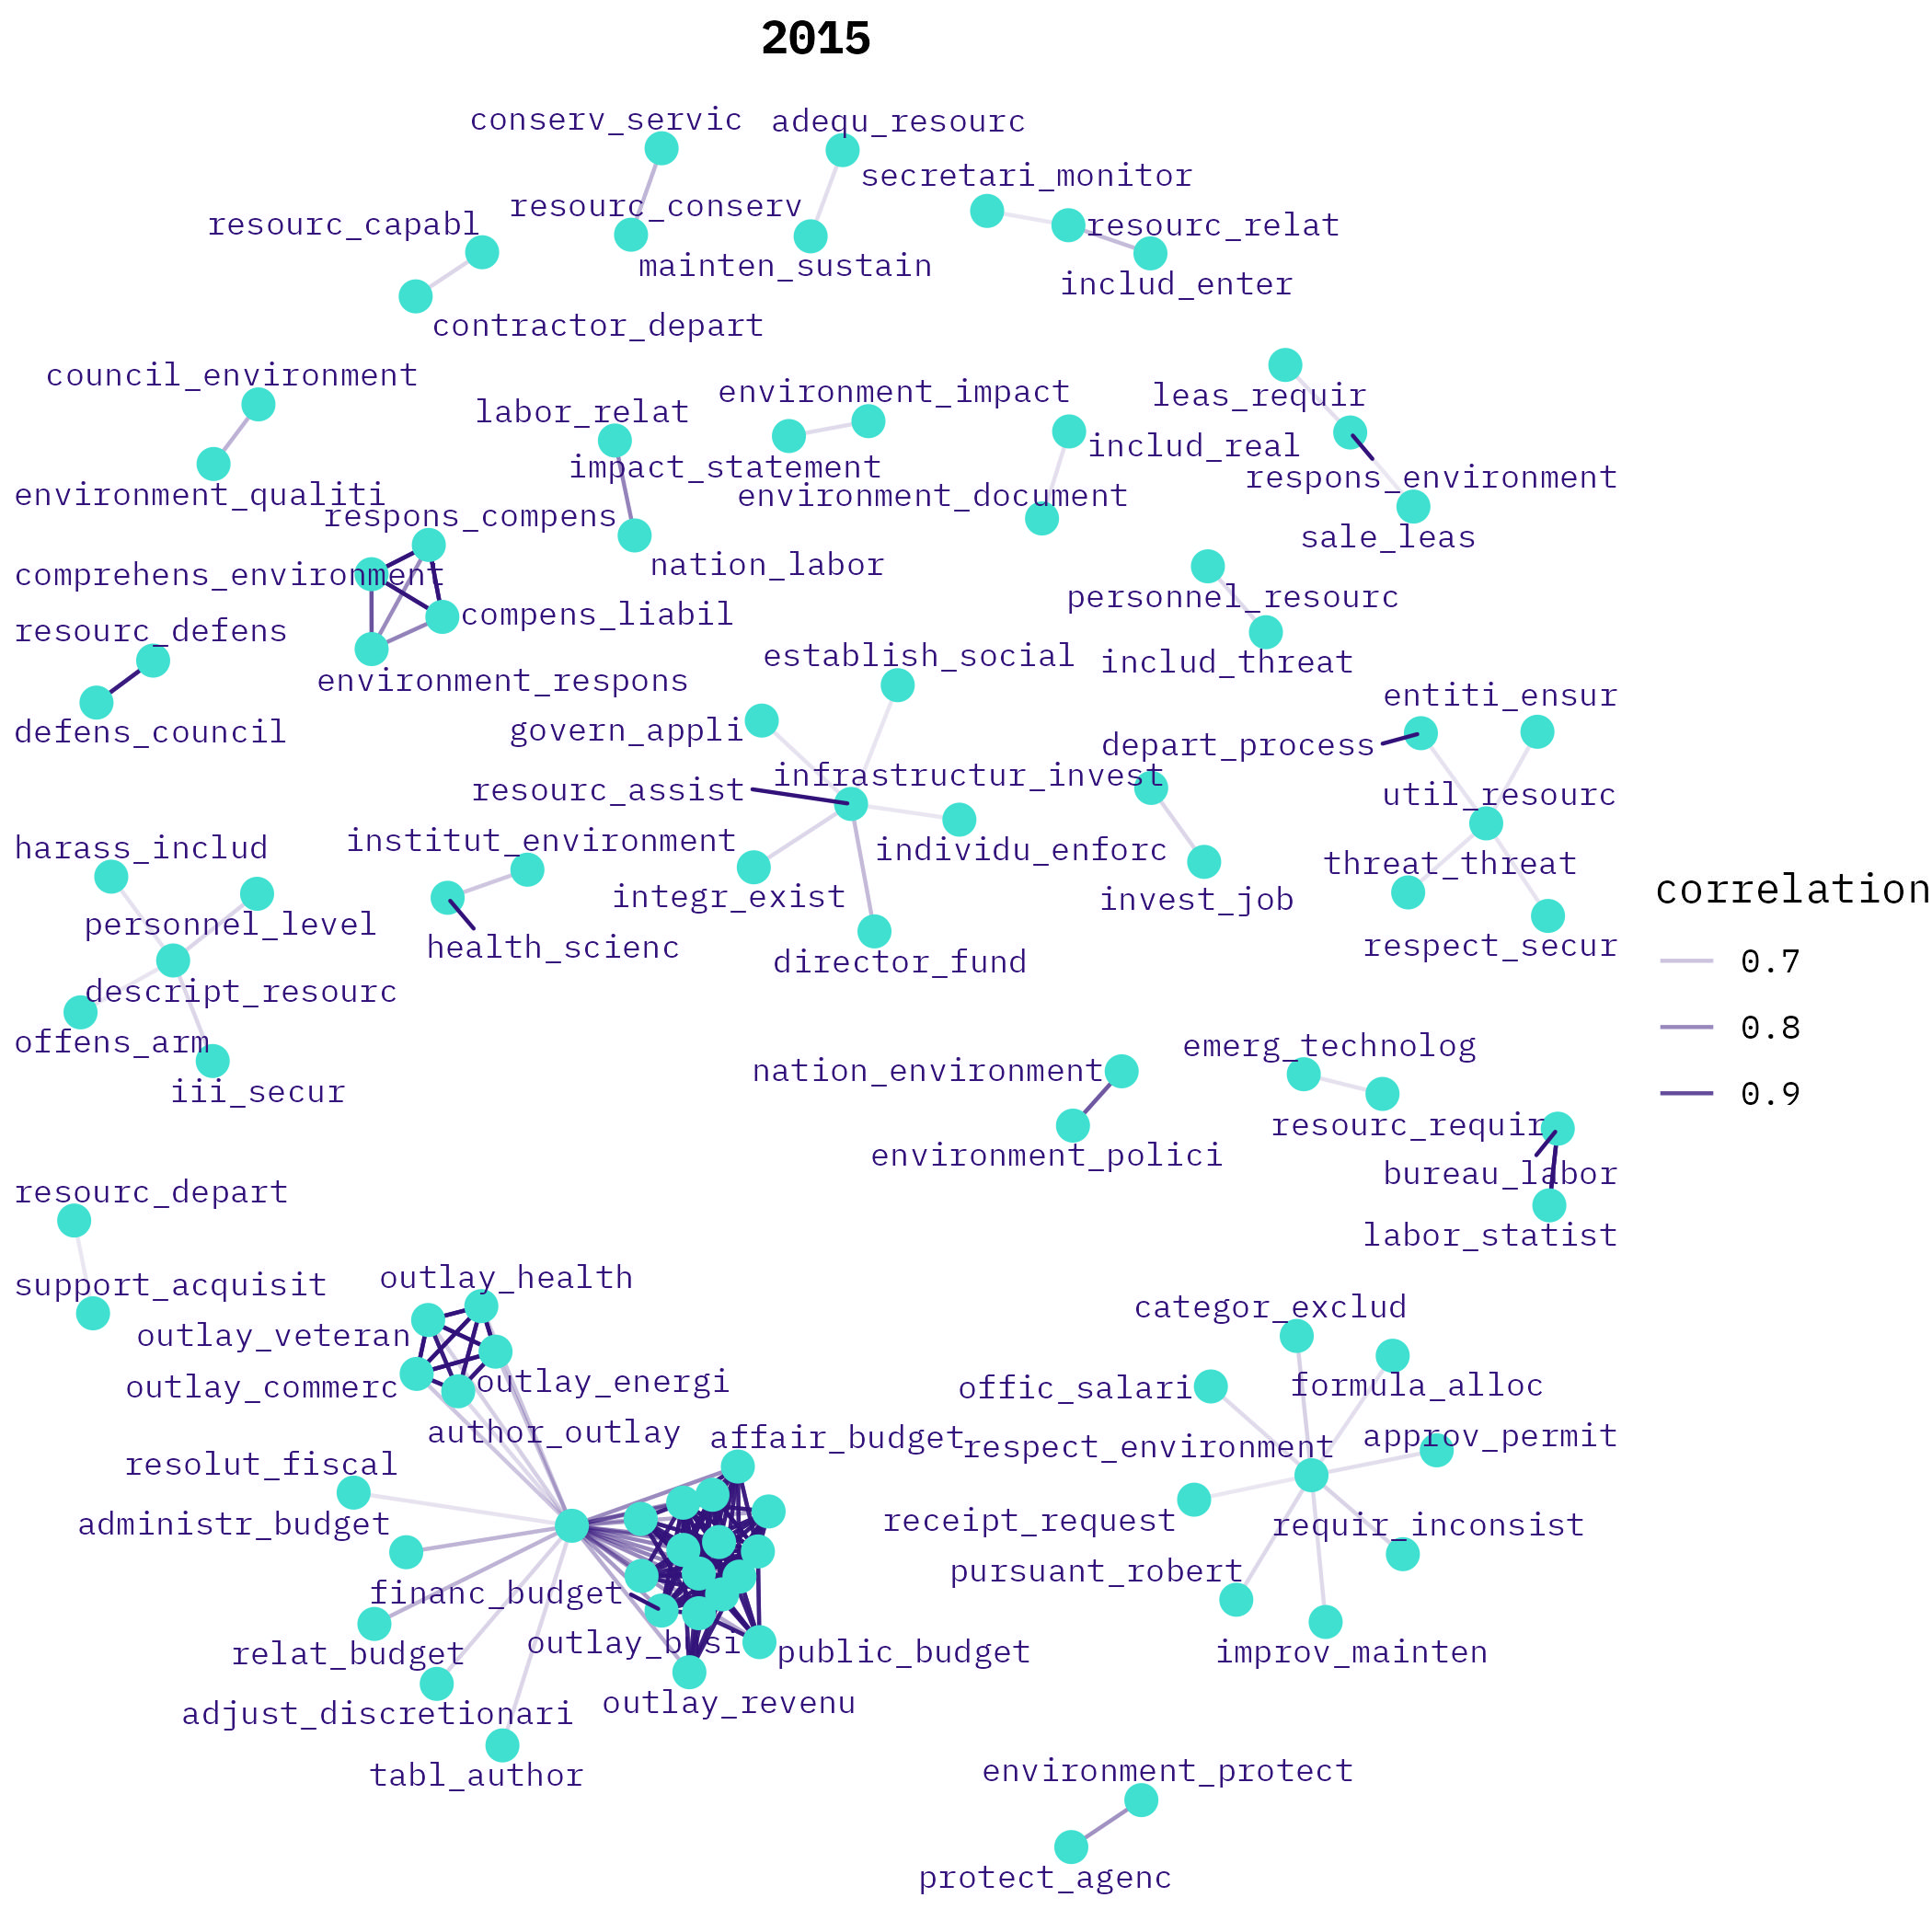 2015
conserv_servic
adequ_resourc
secretari_monitor
resourc_conserv
resourc_capabl
resourc_relat
mainten_sustain
includ_enter
contractor_depart
council_environment
environment_impact
leas_requir
labor_relat
includ_real
impact_statement
respons_environment
environment_qualiti
environment_document
respons_compens
sale_leas
nation_labor
comprehens_environment
personnel_resourc
compens_liabil
resourc_defens
establish_social
includ_threat
environment_respons
entiti_ensur
defens_council
govern_appli
depart_process
infrastructur_invest
resourc_assist
util_resourc
institut_environment
harass_includ
individu_enforc
threat_threat
correlation
integr_exist
invest_job
personnel_level
health_scienc
respect_secur
director_fund
0.7
descript_resourc
0.8
offens_arm
emerg_technolog
nation_environment
iii_secur
0.9
resourc_requir
environment_polici
bureau_labor
resourc_depart
labor_statist
outlay_health
support_acquisit
categor_exclud
outlay_veteran
outlay_energi
outlay_commerc
offic_salari
formula_alloc
author_outlay
affair_budget
respect_environment
approv_permit
resolut_fiscal
administr_budget
receipt_request
requir_inconsist
pursuant_robert
financ_budget
outlay_busi
public_budget
relat_budget
improv_mainten
outlay_revenu
adjust_discretionari
tabl_author
environment_protect
protect_agenc